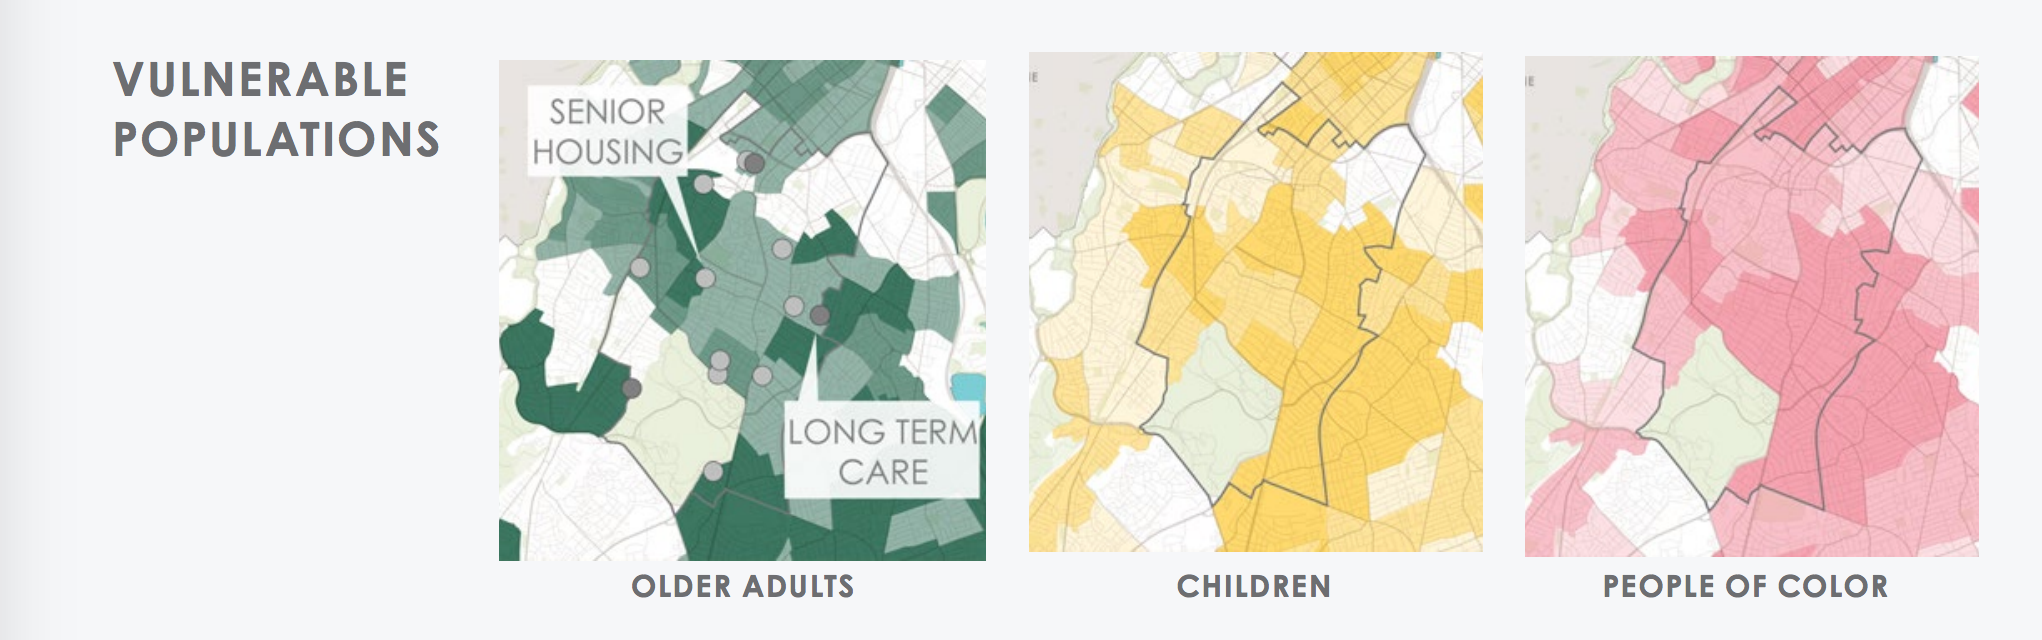 VULNERABLE
POPULATIONS
SENIOR
HOUSING
LONG TERM
CARE
OLDER ADULTS
CHILDREN
PEOPLE OF COLOR